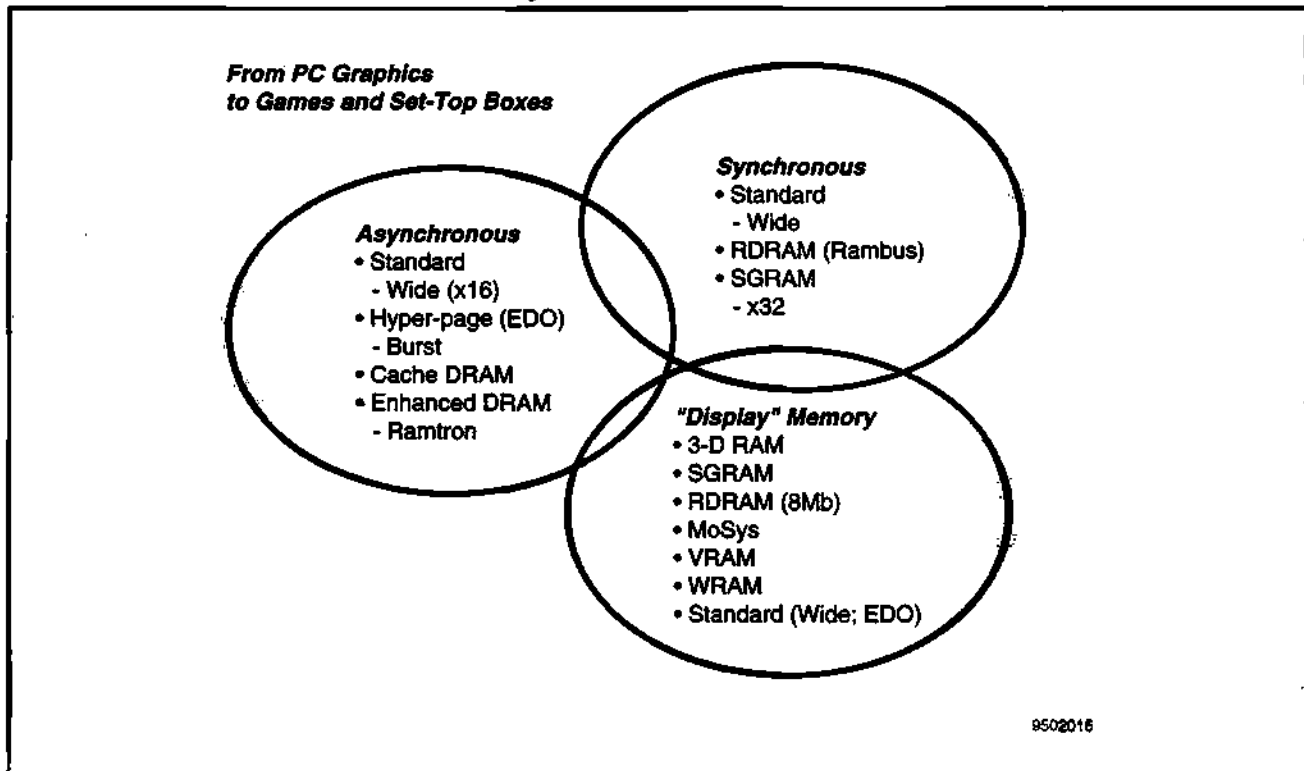 From PC Graphics
to Games and Set-Top Boxes
Asynchronous
• Standard
- Wide (x16)
• Hyper-page (EDO)
- Burst
• Cache DRAM
• Enhanced DRAM
- Ramtron
Synchronous
• Standard
- Wide
• RDRAM (Rambus)
• SGRAM
- x32
"Display" Memory
• 3-D RAM
• SGRAM
• RDRAM (8Mb)
• MoSys
• VRAM
• WRAM
• Standard (Wide; EDO)
9502016